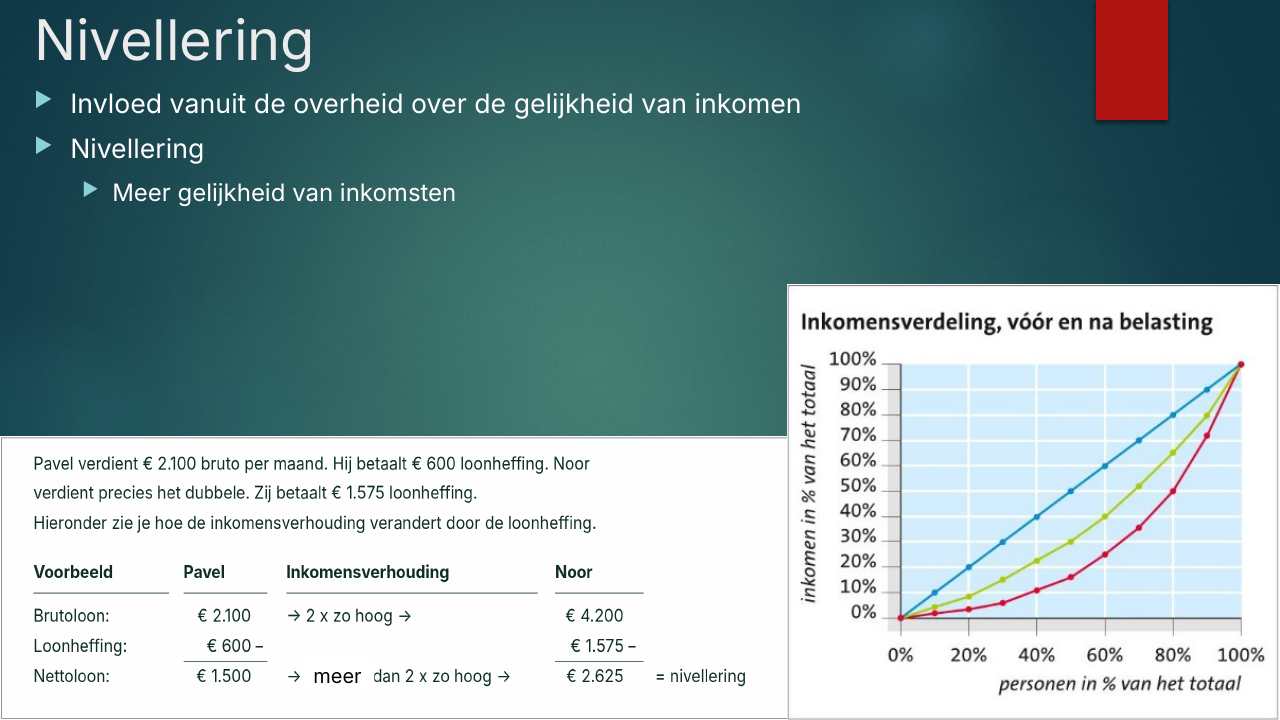 Nivellering
Invloed vanuit de overheid over de gelijkheid van inkomen
Nivellering
Meer gelijkheid van inkomsten
Pavel verdient € 2.100 bruto per maand. Hij betaalt € 600 loonheffing. Noor
verdient precies het dubbele. Zij betaalt € 1.575 loonheffing.
Hieronder zie je hoe de inkomensverhouding verandert door de loonheffing.
Voorbeeld Pavel Inkomensverhouding Noor
Brutoloon: € 2.100 → 2 x zo hoog → € 4.200
Loonheffing: € 600 – € 1.575 –
Nettoloon: € 1.500 → meer dan 2 x zo hoog → € 2.625 = nivellering
Inkomensverdeling, vóór en na belasting
inkomen in % van het totaal
100%
90%
80%
70%
60%
50%
40%
30%
20%
10%
0%
0% 20% 40% 60% 80% 100%
personen in % van het totaal